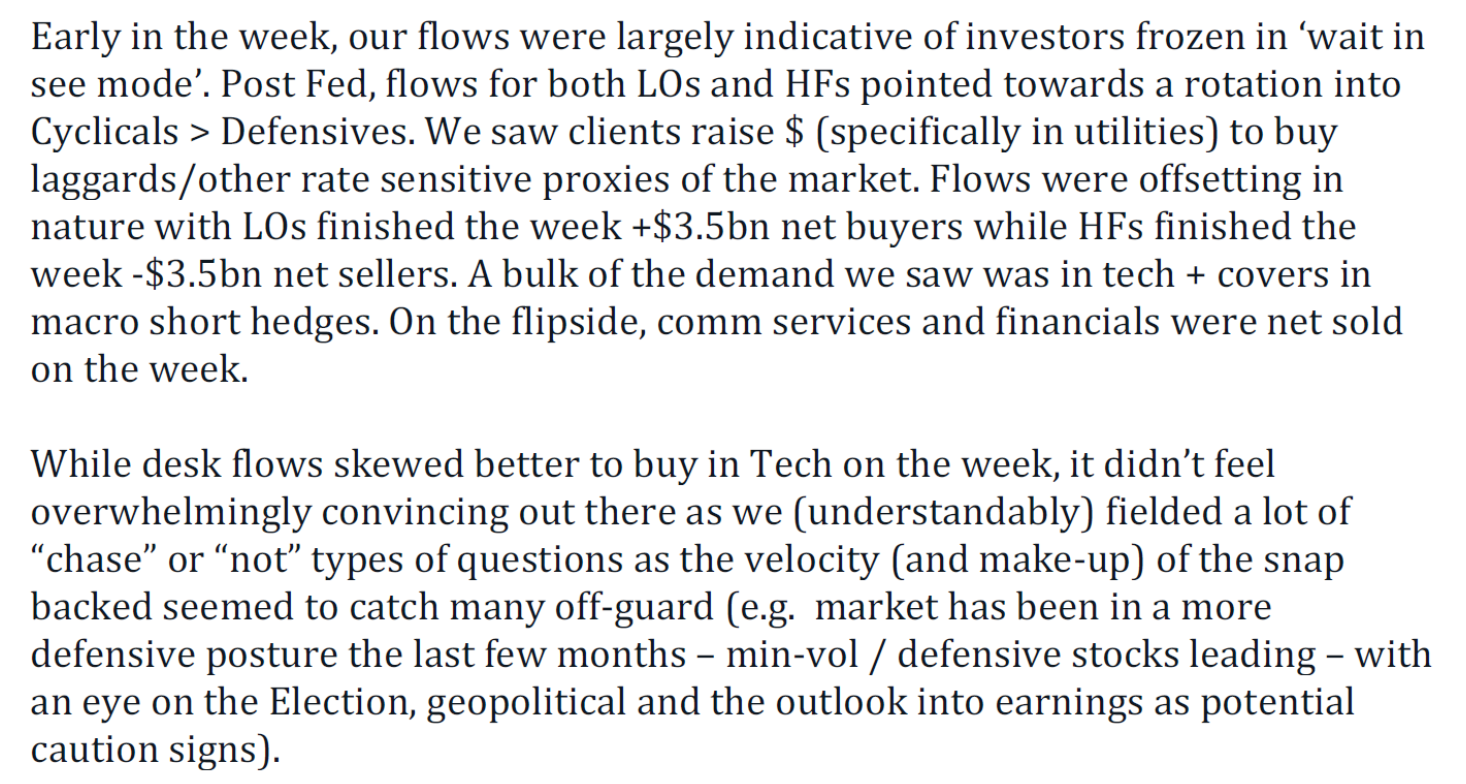 Early in the week, our flows were largely indicative of investors frozen in ‘wait in
see mode’. Post Fed, flows for both LOs and HFs pointed towards a rotation into
Cyclicals > Defensives. We saw clients raise $ (specifically in utilities) to buy
laggards/other rate sensitive proxies of the market. Flows were offsetting in
nature with LOs finished the week +$3.5bn net buyers while HFs finished the
week -$3.5bn net sellers. A bulk of the demand we saw was in tech + covers in
macro short hedges. On the flipside, comm services and financials were net sold
on the week.
While desk flows skewed better to buy in Tech on the week, it didn’t feel
overwhelmingly convincing out there as we (understandably) fielded a lot of
“chase” or “not” types of questions as the velocity (and make-up) of the snap
backed seemed to catch many off-guard (e.g.  market has been in a more
defensive posture the last few months – min-vol / defensive stocks leading – with
an eye on the Election, geopolitical and the outlook into earnings as potential
caution signs).